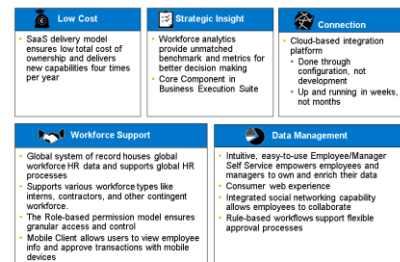 Low Cost
• SaaS delivery model
ensures low total cost of
ownership and delivers
new capabilities four times
per year
Strategic Insight
• Workforce analytics
provide unmatched
benchmark and metrics for
better decision making
• Core Component in
Business Execution Suite
Connection
• Cloud-based integration
platform
• Done through
configuration, not
development
• Up and running in weeks,
not months
Workforce Support
• Global system of record houses global
workforce HR data and supports global HR
processes
• Supports various workforce types like
interns, contractors, and other contingent
workforce.
• The Role-based permission model ensures
granular access and control
• Mobile Client allows users to view employee
info and approve transactions with mobile
devices
Data Management
• Intuitive, easy-to-use Employee/Manager
Self Service empowers employees and
managers to own and enrich their data
• Consumer web experience
• Integrated social networking capability
allows employees to collaborate
• Rule-based workflows support flexible
approval processes